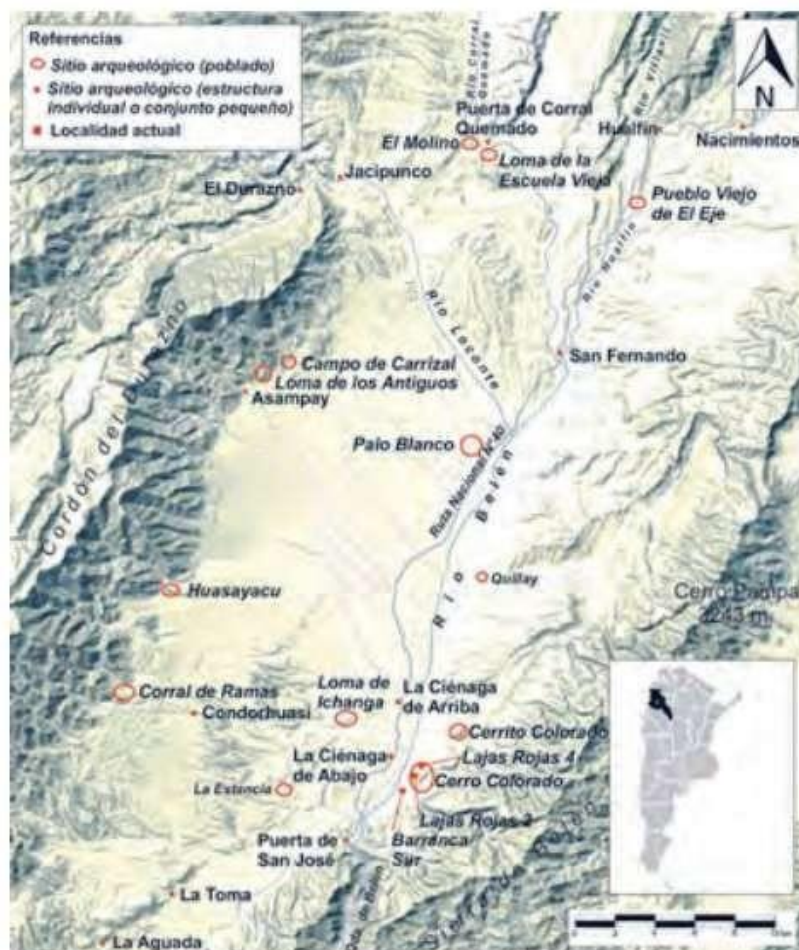 Referencias
Sitio arqueológico (poblado)
Sitio arqueológico (estructura
individual o conjunto pequeño)
Localidad actual
N
Río Corral
Quemado
Puerta de Corral
Quemado
El Molino
Loma de la
Escuela Vieja
Hualfín
Río Villavil
Nacimientos
Jacipunco
El Durazno
Pueblo Viejo
de El Eje
Río Hualfín
Río Loconte
San Fernando
Campo de Carrizal
Loma de los Antiguos
Asampay
Cordón del Durazno
Palo Blanco
Ruta Nacional N°40
Río Belén
Quillay
Huasayacu
Cerro Pampa
Corral de Ramas
Condorhuasi
Loma de
Ichanga
La Ciénaga
de Arriba
Cerrito Colorado
La Ciénaga
de Abajo
Lajas Rojas 4
Cerro Colorado
La Estancia
Lajas Rojas 2
Barranca
Sur
Puerta de
San José
Qda. de Belén
La Toma
La Aguada